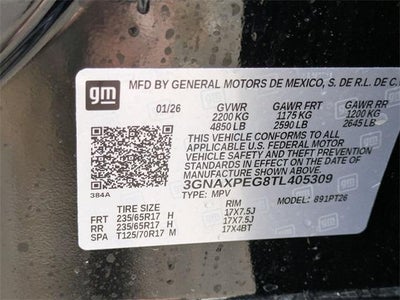 gm
MFD BY GENERAL MOTORS DE MEXICO, S. DE R.L. DE C.
01/26 GVWR GAWR FRT GAWR RR
2200 KG 1175 KG 1200 KG
4850 LB 2590 LB 2645 LB
THIS VEHICLE CONFORMS TO ALL
APPLICABLE U.S. FEDERAL MOTOR
VEHICLE SAFETY AND THEFT PREVENTION
STANDARDS IN EFFECT ON THE DATE OF
MANUFACTURE SHOWN ABOVE.
3GNAXPEG8TL405309
384A
TYPE: MPV MODEL: 891PT26
TIRE SIZE RIM
FRT 235/65R17 H 17X7.5J
RR 235/65R17 H 17X7.5J
SPA T125/70R17 M 17X4BT